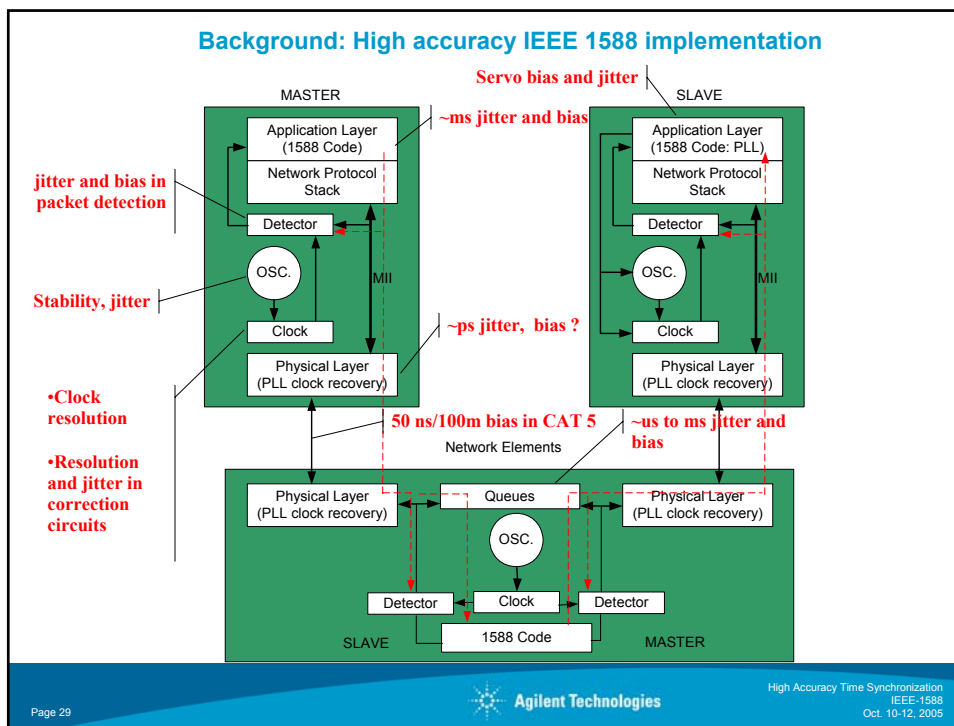 Background: High accuracy IEEE 1588 implementation
Servo bias and jitter
MASTER
SLAVE
~ms jitter and bias
Application Layer
(1588 Code)
Network Protocol
Stack
Application Layer
(1588 Code: PLL)
Network Protocol
Stack
jitter and bias in
packet detection
Detector
Detector
OSC.
MII
OSC.
MII
Stability, jitter
Clock
~ps jitter, bias ?
Clock
Physical Layer
(PLL clock recovery)
Physical Layer
(PLL clock recovery)
•Clock
resolution
•Resolution
and jitter in
correction
circuits
50 ns/100m bias in CAT 5
~us to ms jitter and
bias
Network Elements
Physical Layer
(PLL clock recovery)
Queues
Physical Layer
(PLL clock recovery)
OSC.
Detector
Clock
Detector
SLAVE
1588 Code
MASTER
Page 29
Agilent Technologies
High Accuracy Time Synchronization
IEEE-1588
Oct. 10-12, 2005